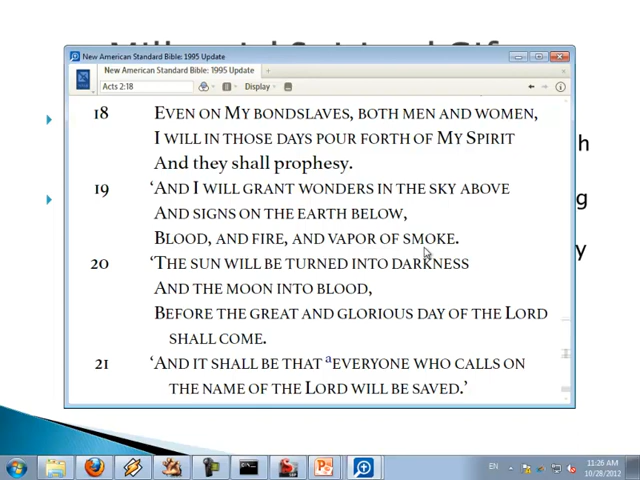 New American Standard Bible: 1995 Update
New American Standard Bible: 1995 Update
Acts 2:18 Display
18 EVEN ON MY BONDSLAVES, BOTH MEN AND WOMEN,
I WILL IN THOSE DAYS POUR FORTH OF MY SPIRIT
And they shall prophesy.
19 ‘AND I WILL GRANT WONDERS IN THE SKY ABOVE
AND SIGNS ON THE EARTH BELOW,
BLOOD, AND FIRE, AND VAPOR OF SMOKE.
20 ‘THE SUN WILL BE TURNED INTO DARKNESS
AND THE MOON INTO BLOOD,
BEFORE THE GREAT AND GLORIOUS DAY OF THE LORD
SHALL COME.
21 ‘AND IT SHALL BE THAT aEVERYONE WHO CALLS ON
THE NAME OF THE LORD WILL BE SAVED.’
EN
11:26 AM
10/28/2012